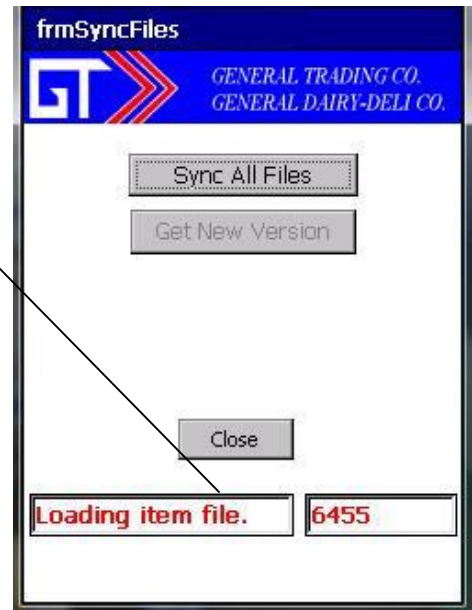 frmSyncFiles
GT
GENERAL TRADING CO.
GENERAL DAIRY-DELI CO.
Sync All Files
Get New Version
Close
Loading item file.
6455